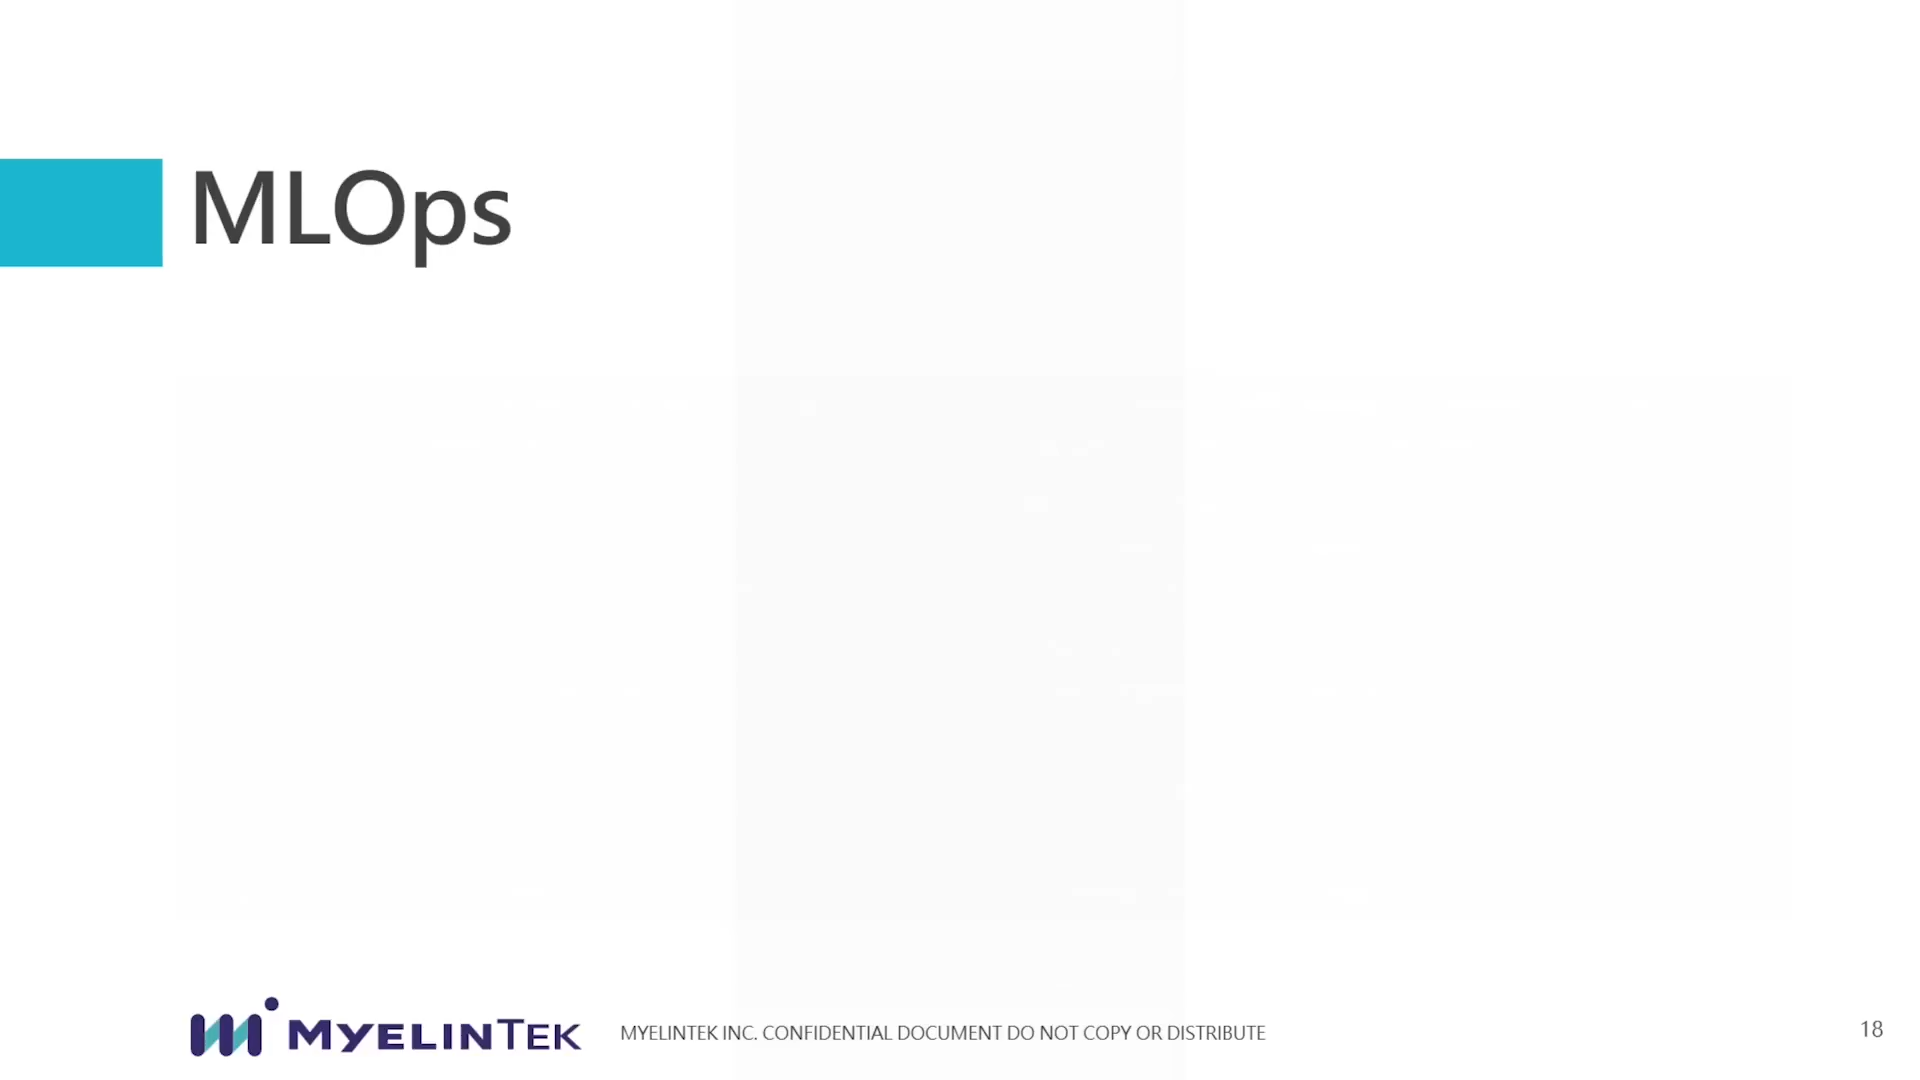 MLOps
MYELINTEK
MYELINTEK INC. CONFIDENTIAL DOCUMENT DO NOT COPY OR DISTRIBUTE
18